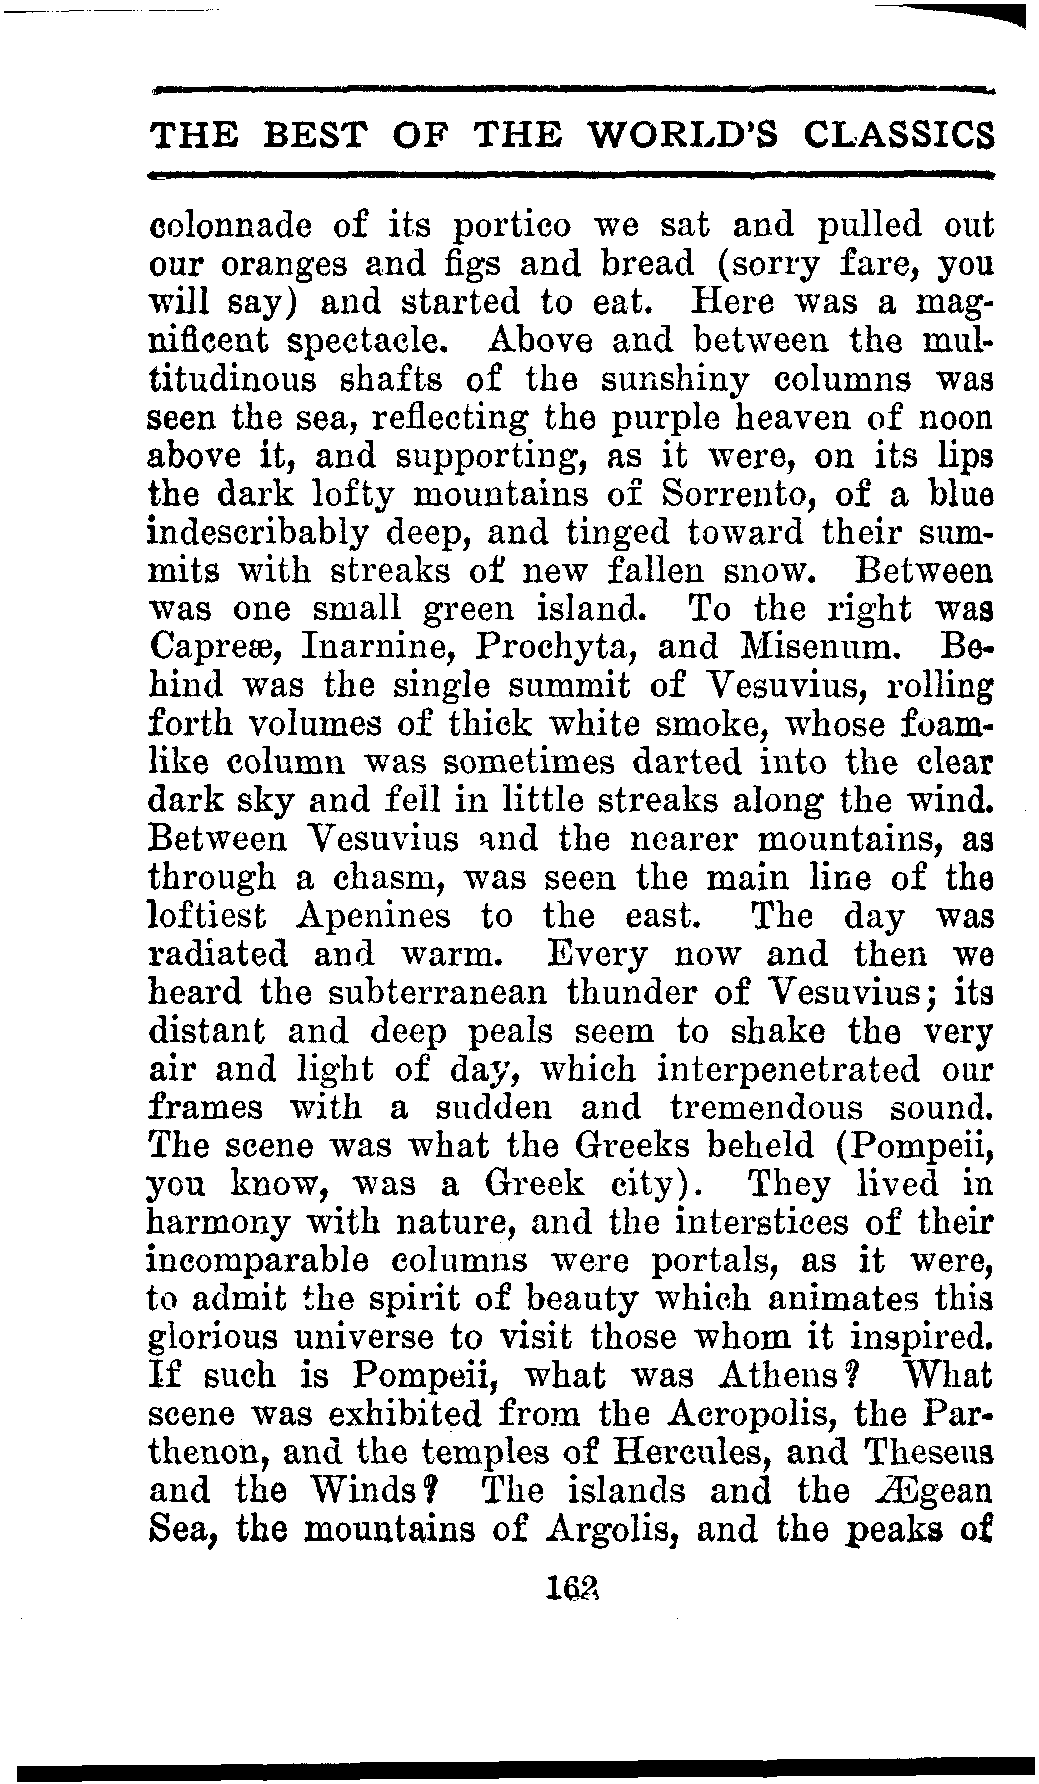 THE BEST OF THE WORLD'S CLASSICS
colonnade of its portico we sat and pulled out
our oranges and figs and bread (sorry fare, you
will say) and started to eat. Here was a mag-
nificent spectacle. Above and between the mul-
titudinous shafts of the sunshiny columns was
seen the sea, reflecting the purple heaven of noon
above it, and supporting, as it were, on its lips
the dark lofty mountains of Sorrento, of a blue
indescribably deep, and tinged toward their sum-
mits with streaks of new fallen snow. Between
was one small green island. To the right was
Capreæ, Inarnine, Prochyta, and Misenum. Be-
hind was the single summit of Vesuvius, rolling
forth volumes of thick white smoke, whose foam-
like column was sometimes darted into the clear
dark sky and fell in little streaks along the wind.
Between Vesuvius and the nearer mountains, as
through a chasm, was seen the main line of the
loftiest Apenines to the east. The day was
radiated and warm. Every now and then we
heard the subterranean thunder of Vesuvius; its
distant and deep peals seem to shake the very
air and light of day, which interpenetrated our
frames with a sudden and tremendous sound.
The scene was what the Greeks beheld (Pompeii,
you know, was a Greek city). They lived in
harmony with nature, and the interstices of their
incomparable columns were portals, as it were,
to admit the spirit of beauty which animates this
glorious universe to visit those whom it inspired.
If such is Pompeii, what was Athens? What
scene was exhibited from the Acropolis, the Par-
thenon, and the temples of Hercules, and Theseus
and the Winds? The islands and the Ægean
Sea, the mountains of Argolis, and the peaks of
162